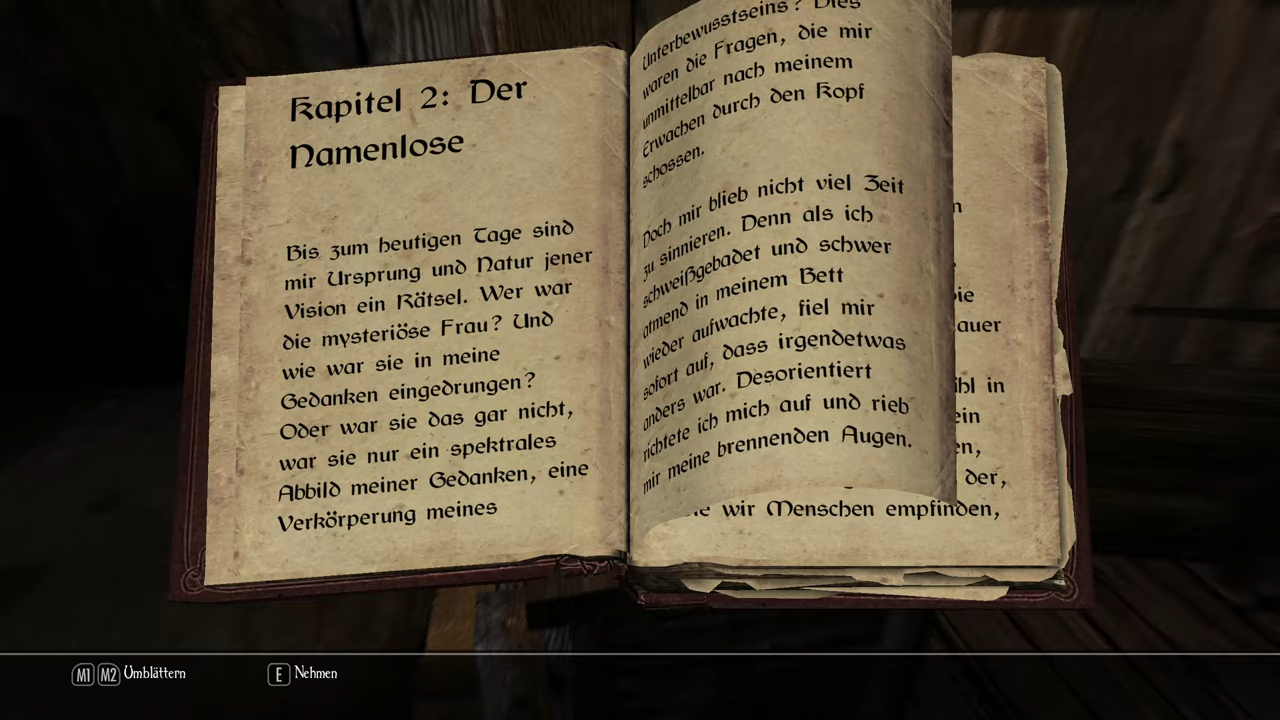 Kapitel 2: Der
Namenlose
Bis zum heutigen Tage sind
mir Ursprung und Natur jener
Vision ein Rätsel. Wer war
die mysteriöse Frau? Und
wie war sie in meine
Gedanken eingedrungen?
Oder war sie das gar nicht,
war sie nur ein spektrales
Abbild meiner Gedanken, eine
Verkörperung meines
Unterbewusstseins? Dies
waren die Fragen, die mir
unmittelbar nach meinem
Erwachen durch den Kopf
schossen.
Doch mir blieb nicht viel Zeit
zu sinnieren. Denn als ich
schweißgebadet und schwer
atmend in meinem Bett
wieder aufwachte, fiel mir
sofort auf, dass irgendetwas
anders war. Desorientiert
richtete ich mich auf und rieb
mir meine brennenden Augen.
in
ein
der,
wir Menschen empfinden,
M1 M2 Umblättern
E Nehmen